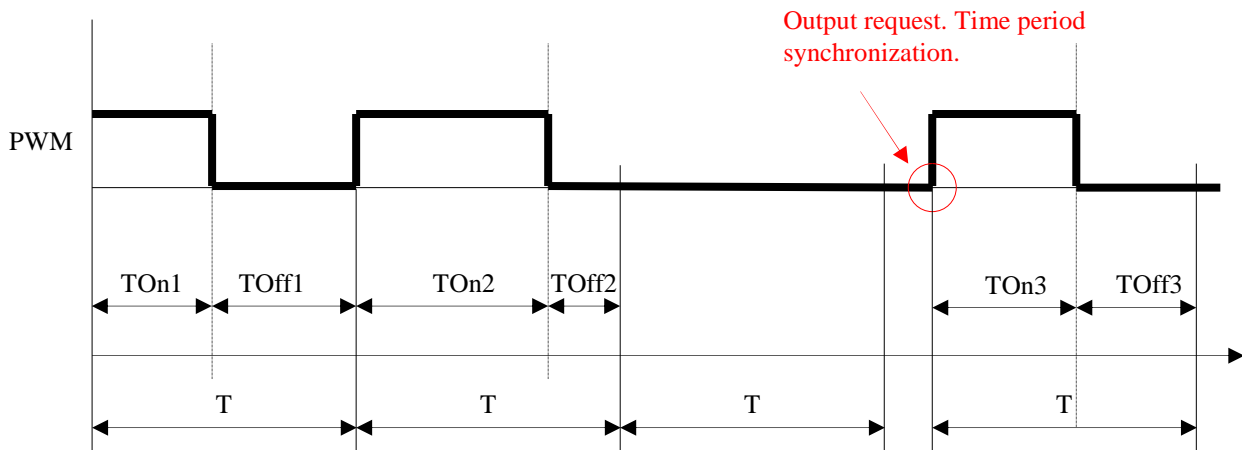 Output request. Time period
synchronization.
PWM
TOn1
TOff1
TOn2
TOff2
TOn3
TOff3
T
T
T
T